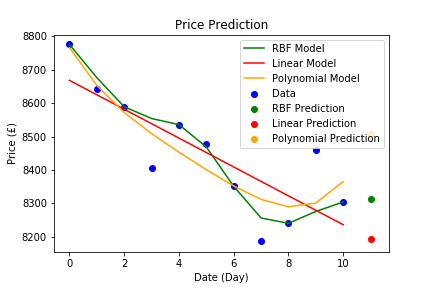 Price Prediction
8800
8700
8600
8500
8400
8300
8200
Price (£)
0
2
4
6
8
10
Date (Day)
RBF Model
Linear Model
Polynomial Model
Data
RBF Prediction
Linear Prediction
Polynomial Prediction